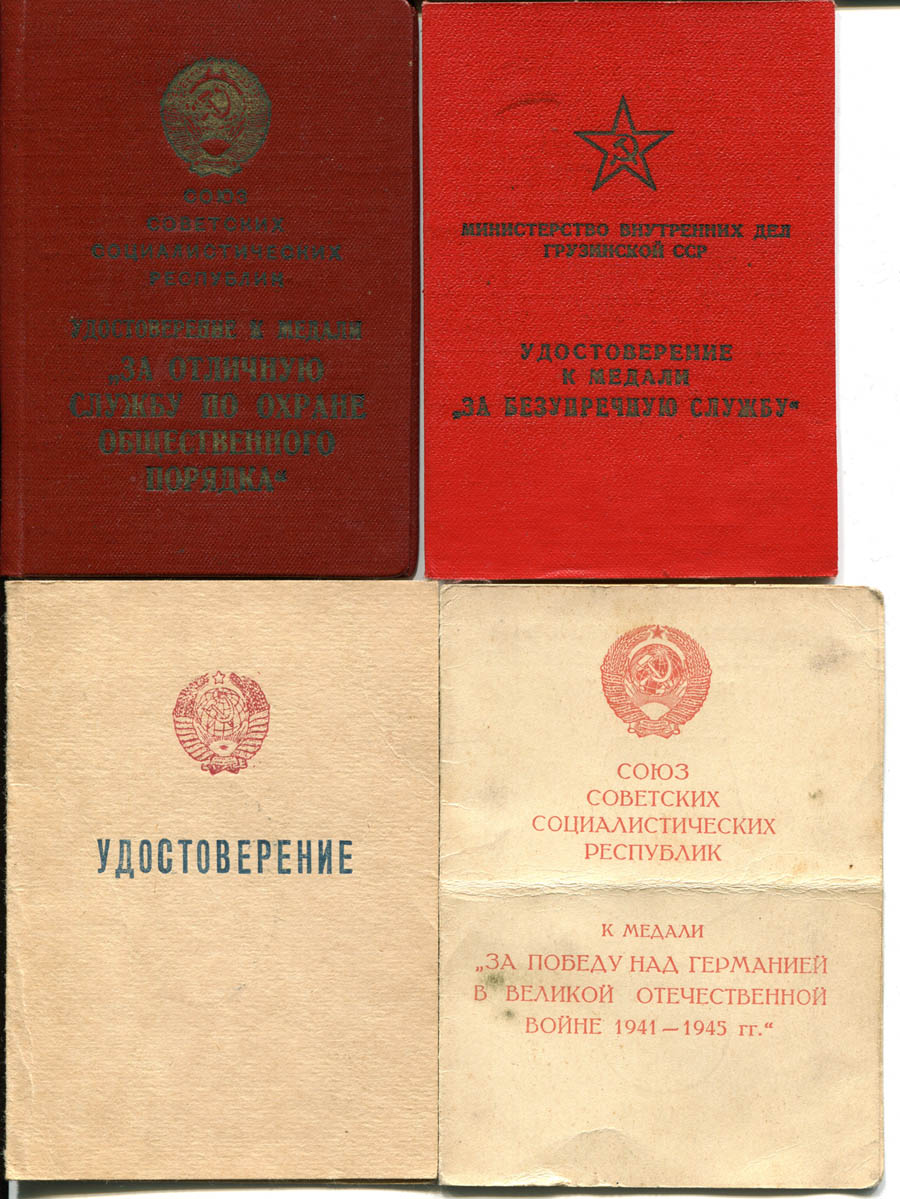 СОЮЗ
СОВЕТСКИХ
СОЦИАЛИСТИЧЕСКИХ
РЕСПУБЛИК
УДОСТОВЕРЕНИЕ К МЕДАЛИ
„ЗА ОТЛИЧНУЮ
СЛУЖБУ ПО ОХРАНЕ
ОБЩЕСТВЕННОГО
ПОРЯДКА“
МИНИСТЕРСТВО ВНУТРЕННИХ ДЕЛ
ГРУЗИНСКОЙ ССР
УДОСТОВЕРЕНИЕ
К МЕДАЛИ
„ЗА БЕЗУПРЕЧНУЮ СЛУЖБУ“
УДОСТОВЕРЕНИЕ
СОЮЗ
СОВЕТСКИХ
СОЦИАЛИСТИЧЕСКИХ
РЕСПУБЛИК
К МЕДАЛИ
„ЗА ПОБЕДУ НАД ГЕРМАНИЕЙ
В ВЕЛИКОЙ ОТЕЧЕСТВЕННОЙ
ВОЙНЕ 1941—1945 гг.“